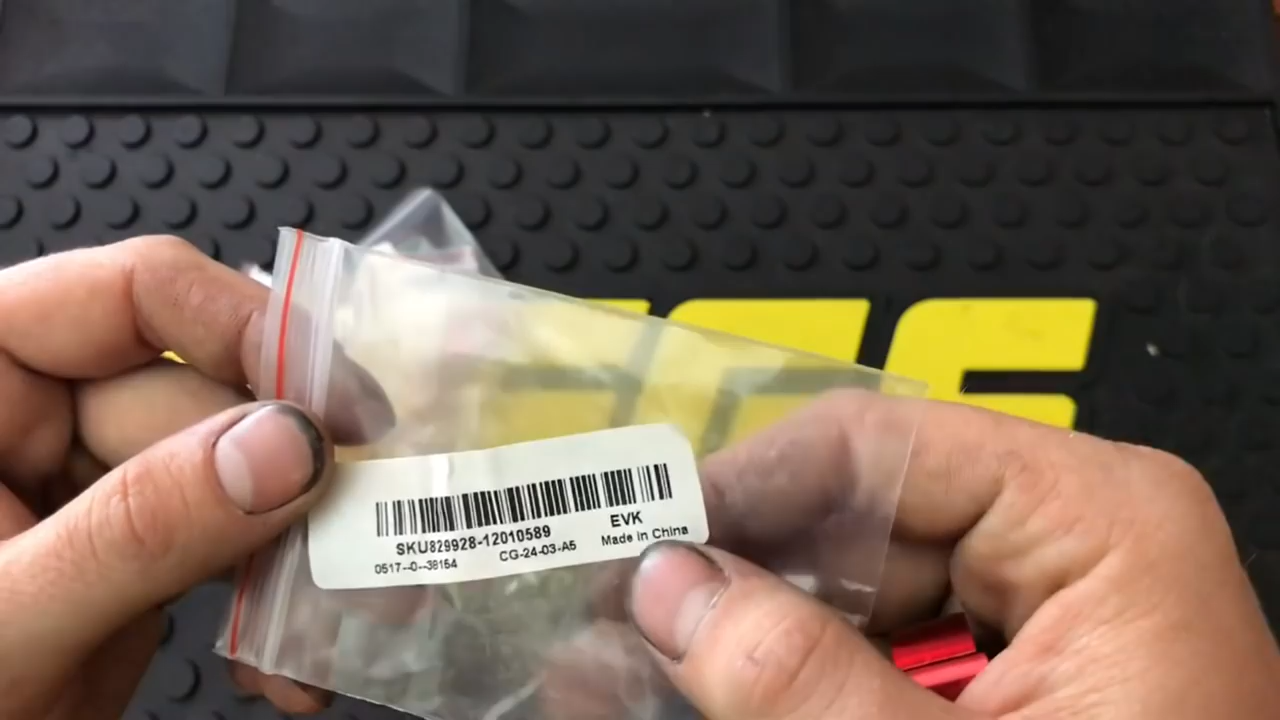 SKU829928-12010589
EVK
0517--0--38154
CG-24-03-A5
Made in China